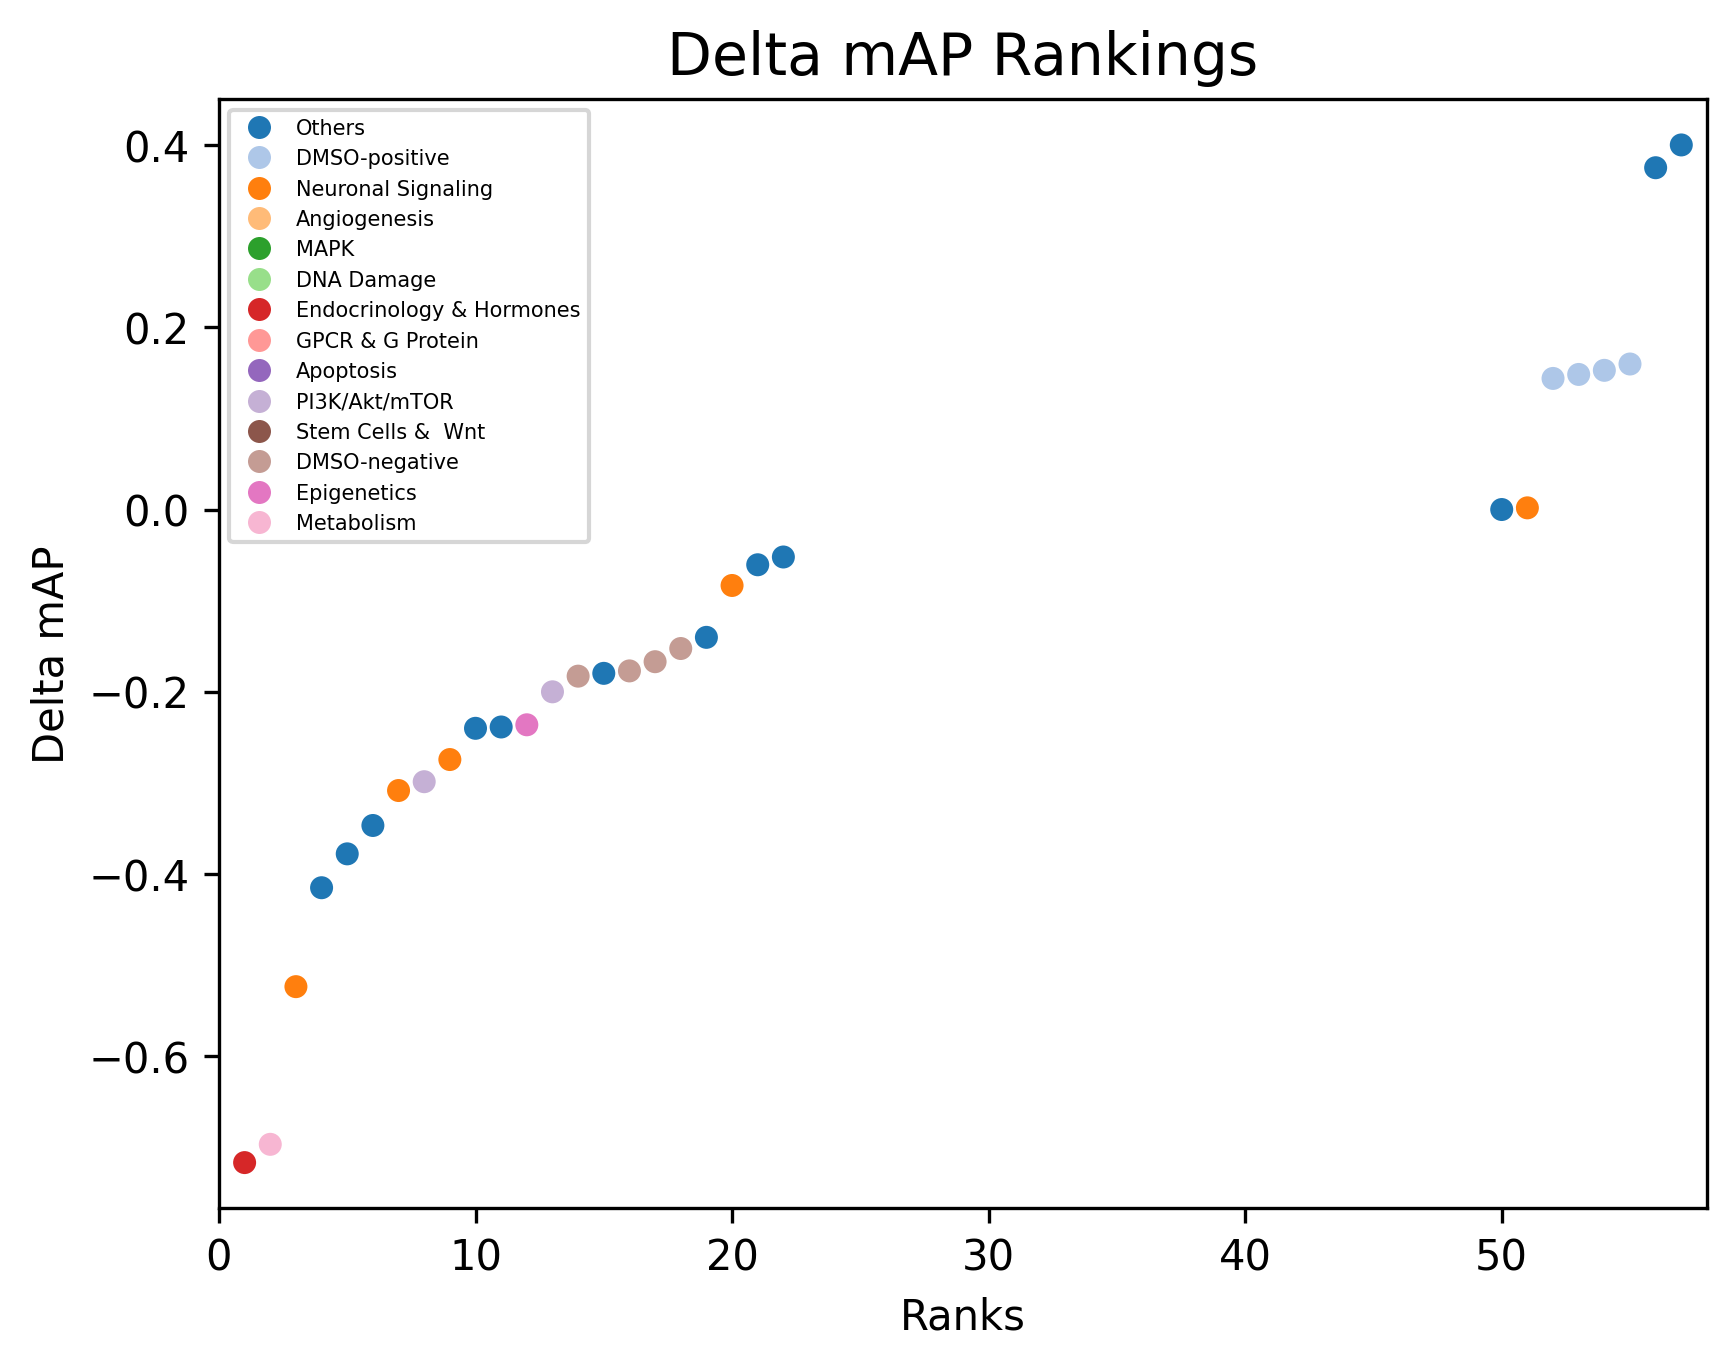 Delta mAP Rankings
Others
DMSO-positive
Neuronal Signaling
Angiogenesis
MAPK
DNA Damage
Endocrinology & Hormones
GPCR & G Protein
Apoptosis
PI3K/Akt/mTOR
Stem Cells &  Wnt
DMSO-negative
Epigenetics
Metabolism
0.4
0.2
0.0
−0.2
−0.4
−0.6
Delta mAP
0 10 20 30 40 50
Ranks